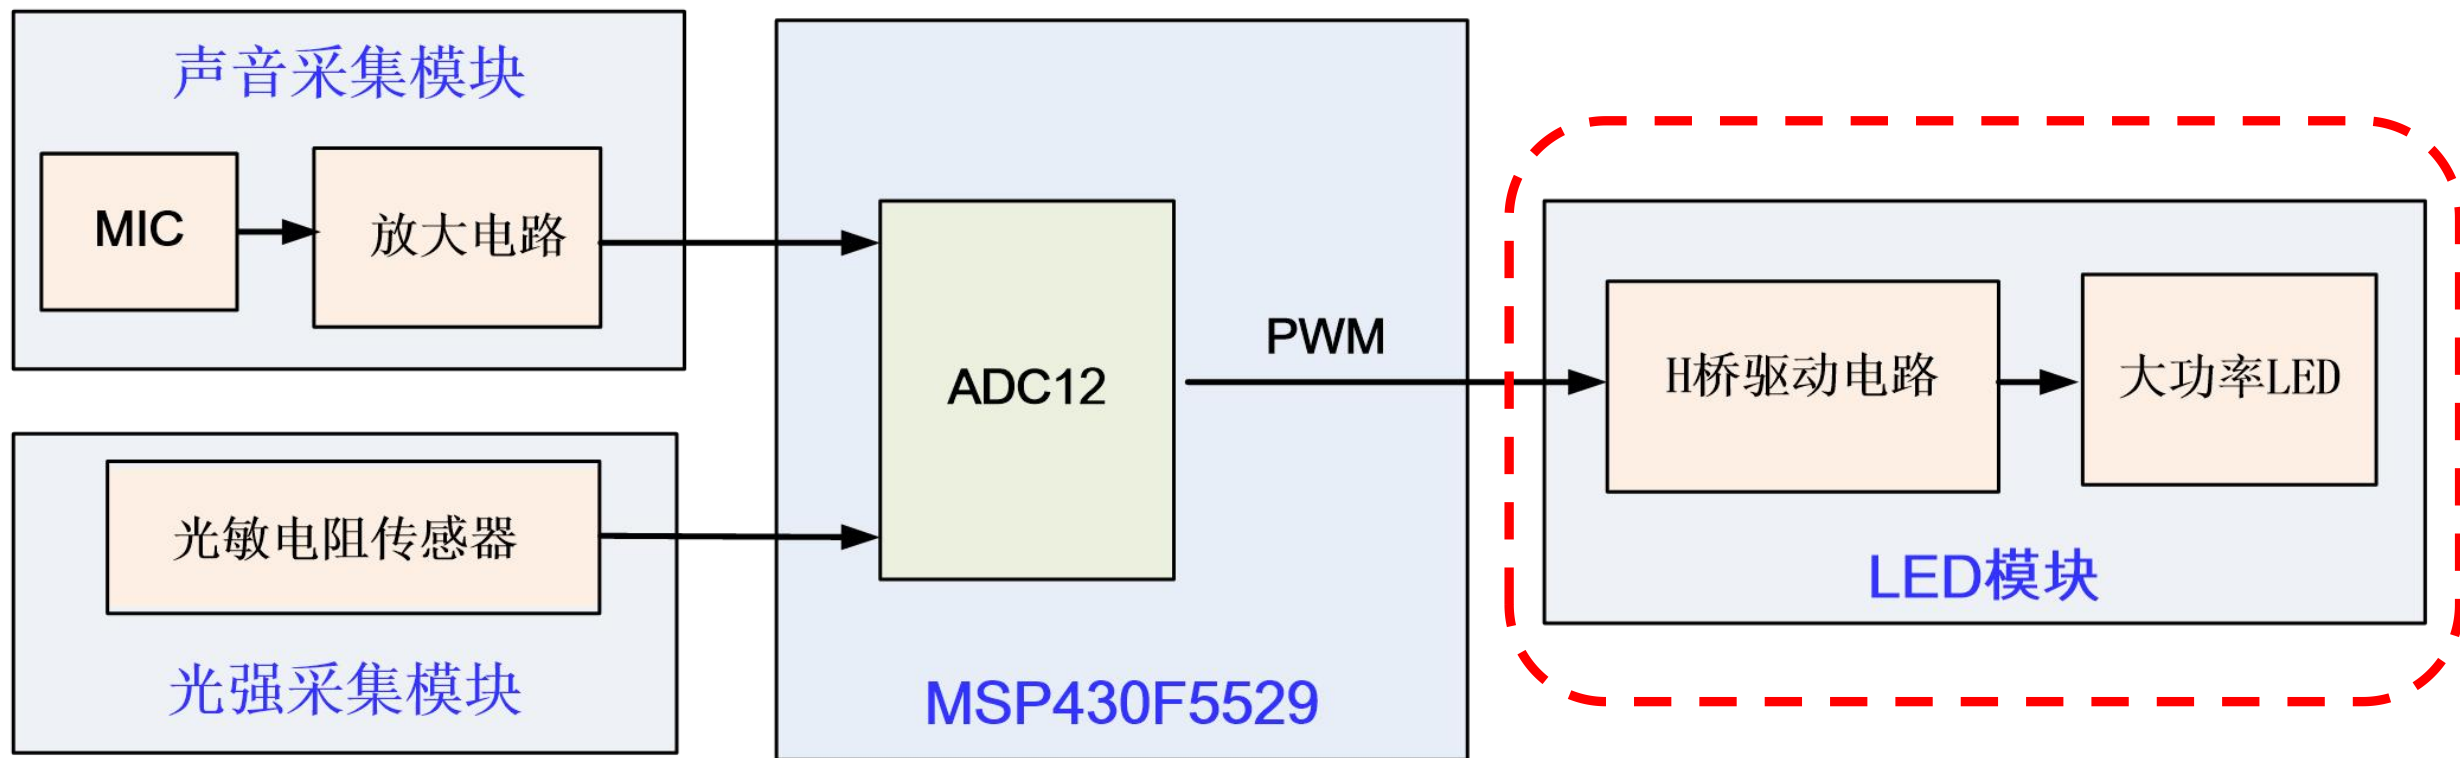 声音采集模块
MIC
放大电路
光敏电阻传感器
光强采集模块
ADC12
PWM
MSP430F5529
H桥驱动电路
大功率LED
LED模块